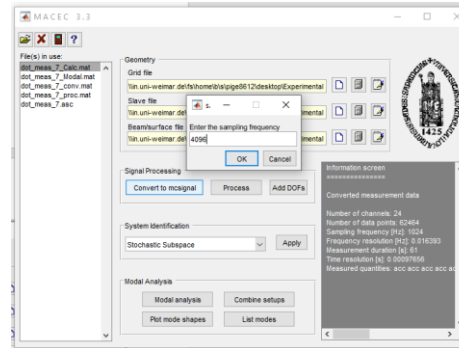 MACEC 3.3
File(s) in use:
dot_meas_7_Calc.mat
dot_meas_7_Modal.mat
dot_meas_7_conv.mat
dot_meas_7_proc.mat
dot_meas_7.asc
Geometry
Grid file
\\in.uni-weimar.de\fs\home\b\s\pige8612\desktop\Experimental
Slave file
\\in.uni-weimar.de
mental
Beam/surface file
\\in.uni-weimar.de
mental
s.
Enter the sampling frequency
4096
OK
Cancel
Signal Processing
Convert to mcsignal
Process
Add DOFs
System Identification
Stochastic Subspace
Apply
Modal Analysis
Modal analysis
Combine setups
Plot mode shapes
List modes
1425
Information screen
===============
Converted measurement data
Number of channels: 24
Number of data points: 62464
Sampling frequency [Hz]: 1024
Frequency resolution [Hz]: 0.016393
Measurement duration [s]: 61
Time resolution [s]: 0.00097656
Measured quantities: acc acc acc acc ac